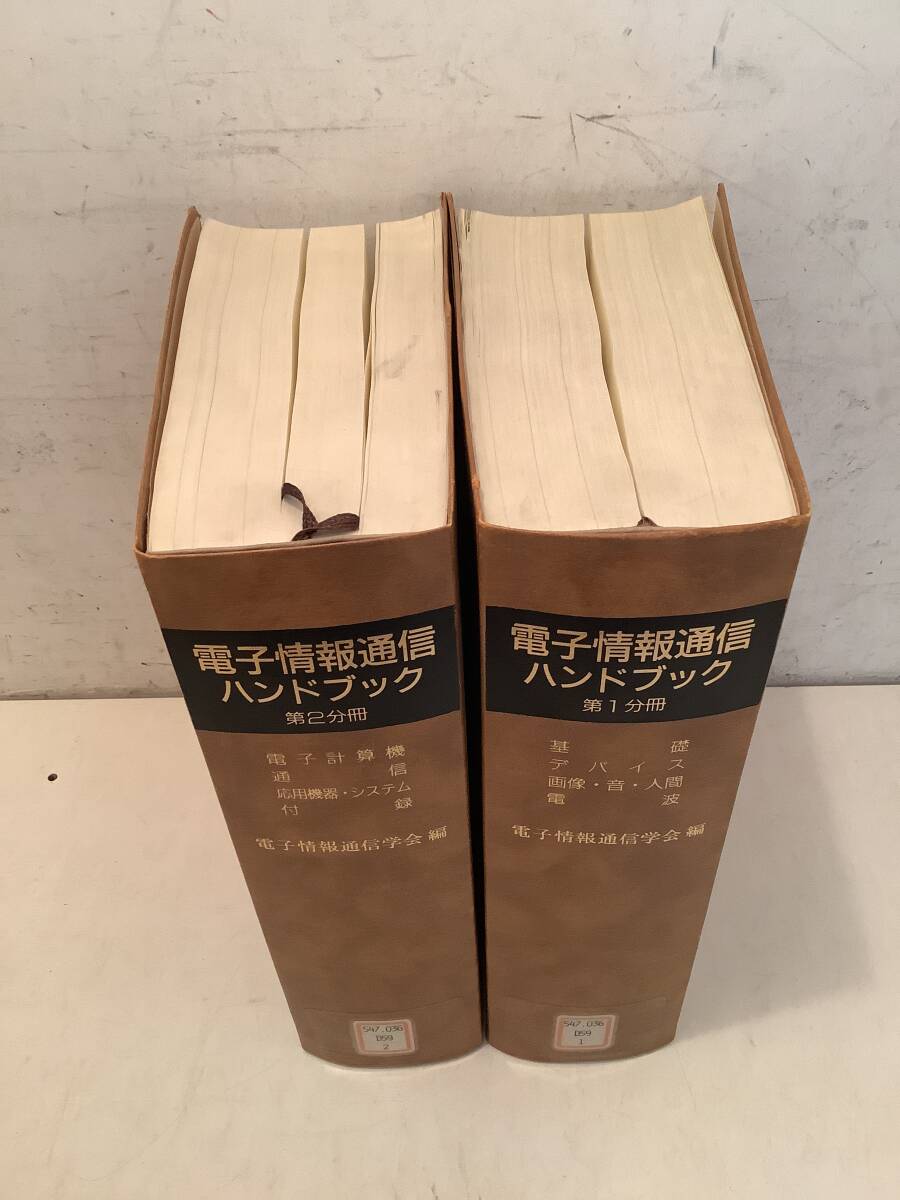 電子情報通信
ハンドブック
第2分冊
電子計算機
通信
応用機器・システム
付録
電子情報通信学会 編
547.036
D59
2
電子情報通信
ハンドブック
第1分冊
基礎
デバイス
画像・音・人間
電波
電子情報通信学会 編
547.036
D59
1